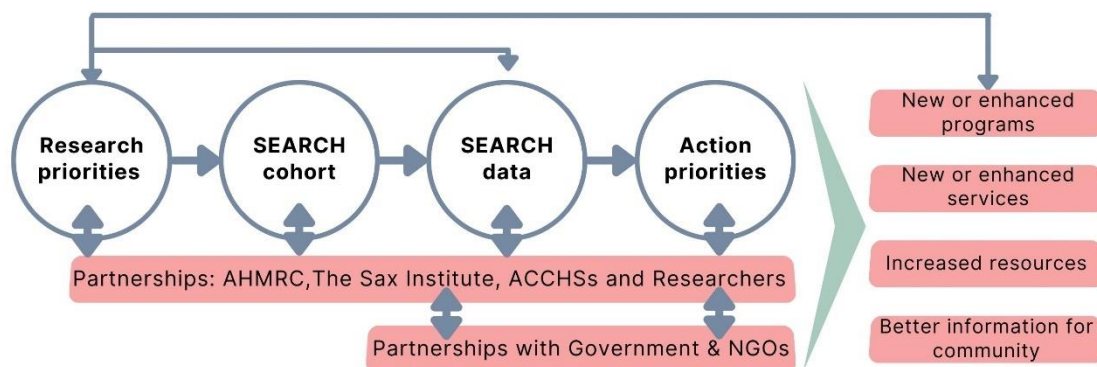 Research
priorities
SEARCH
cohort
SEARCH
data
Action
priorities
Partnerships: AHMRC,The Sax Institute, ACCHSs and Researchers
Partnerships with Government & NGOs
New or enhanced
programs
New or enhanced
services
Increased resources
Better information for
community